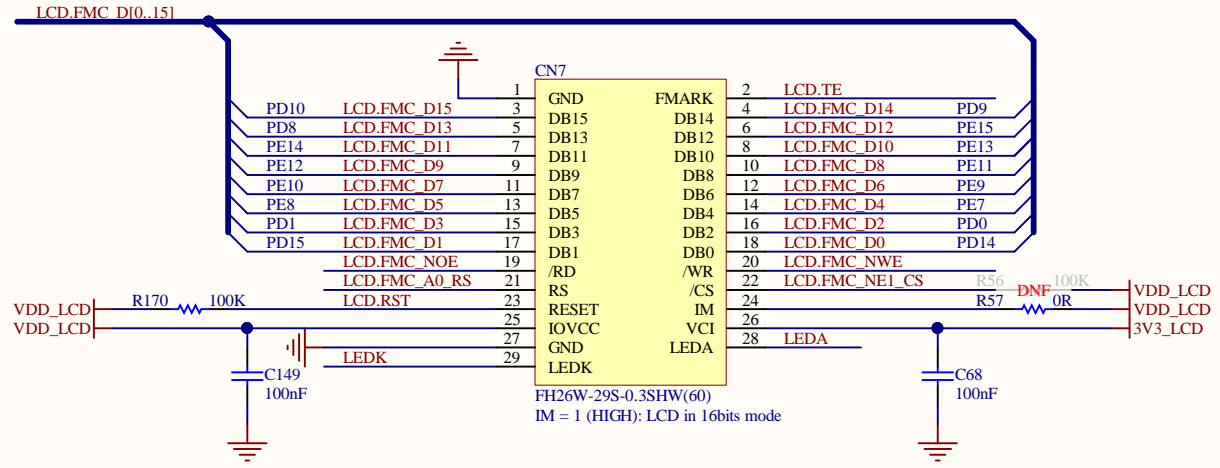 LCD.FMC_D[0..15]
CN7
1 GND FMARK 2 LCD.TE
PD10 LCD.FMC_D15 3 DB15 DB14 4 LCD.FMC_D14 PD9
PD8 LCD.FMC_D13 5 DB13 DB12 6 LCD.FMC_D12 PE15
PE14 LCD.FMC_D11 7 DB11 DB10 8 LCD.FMC_D10 PE13
PE12 LCD.FMC_D9 9 DB9 DB8 10 LCD.FMC_D8 PE11
PE10 LCD.FMC_D7 11 DB7 DB6 12 LCD.FMC_D6 PE9
PE8 LCD.FMC_D5 13 DB5 DB4 14 LCD.FMC_D4 PE7
PD1 LCD.FMC_D3 15 DB3 DB2 16 LCD.FMC_D2 PD0
PD15 LCD.FMC_D1 17 DB1 DB0 18 LCD.FMC_D0 PD14
LCD.FMC_NOE 19 /RD /WR 20 LCD.FMC_NWE
LCD.FMC_A0_RS 21 RS /CS 22 LCD.FMC_NE1_CS R56 DNF 100K VDD_LCD
VDD_LCD R170 100K LCD.RST 23 RESET IM 24 R57 0R VDD_LCD
VDD_LCD 25 IOVCC VCI 26 3V3_LCD
27 GND LEDA 28 LEDA
LEDK 29 LEDK
C149
100nF
C68
100nF
FH26W-29S-0.3SHW(60)
IM = 1 (HIGH): LCD in 16bits mode